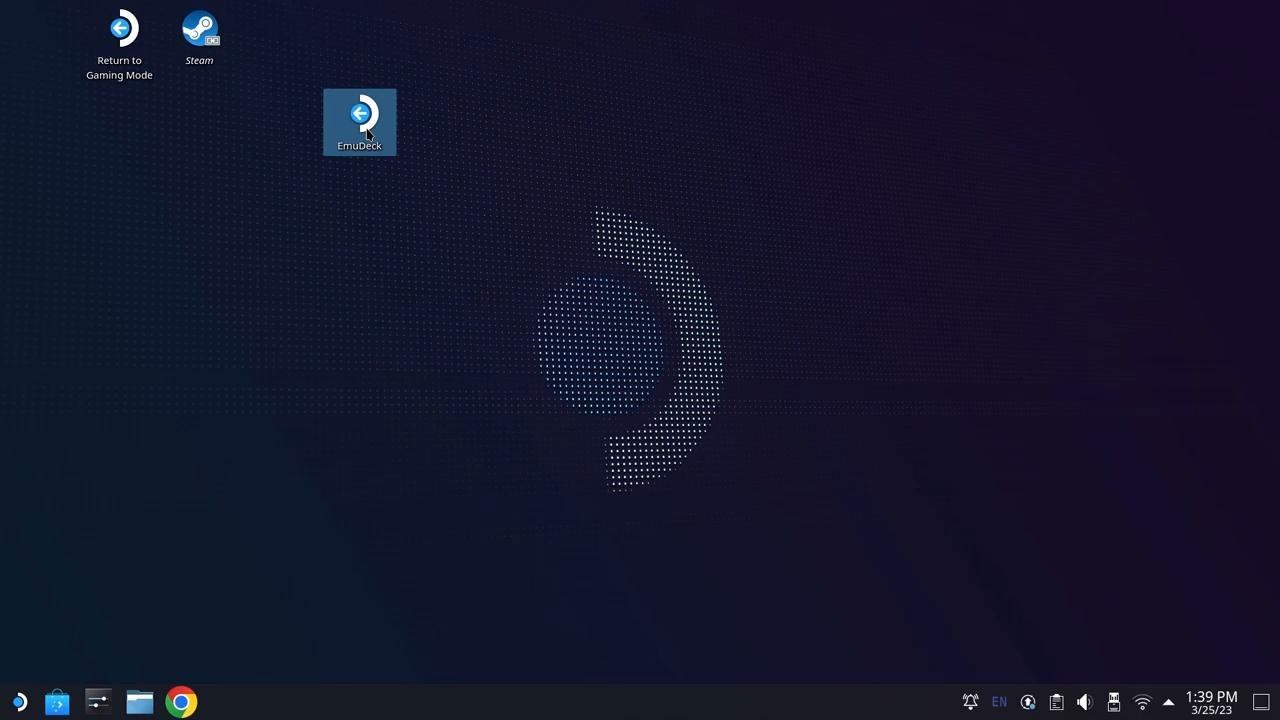 Return to
Gaming Mode
Steam
EmuDeck
EN
1:39 PM
3/25/23